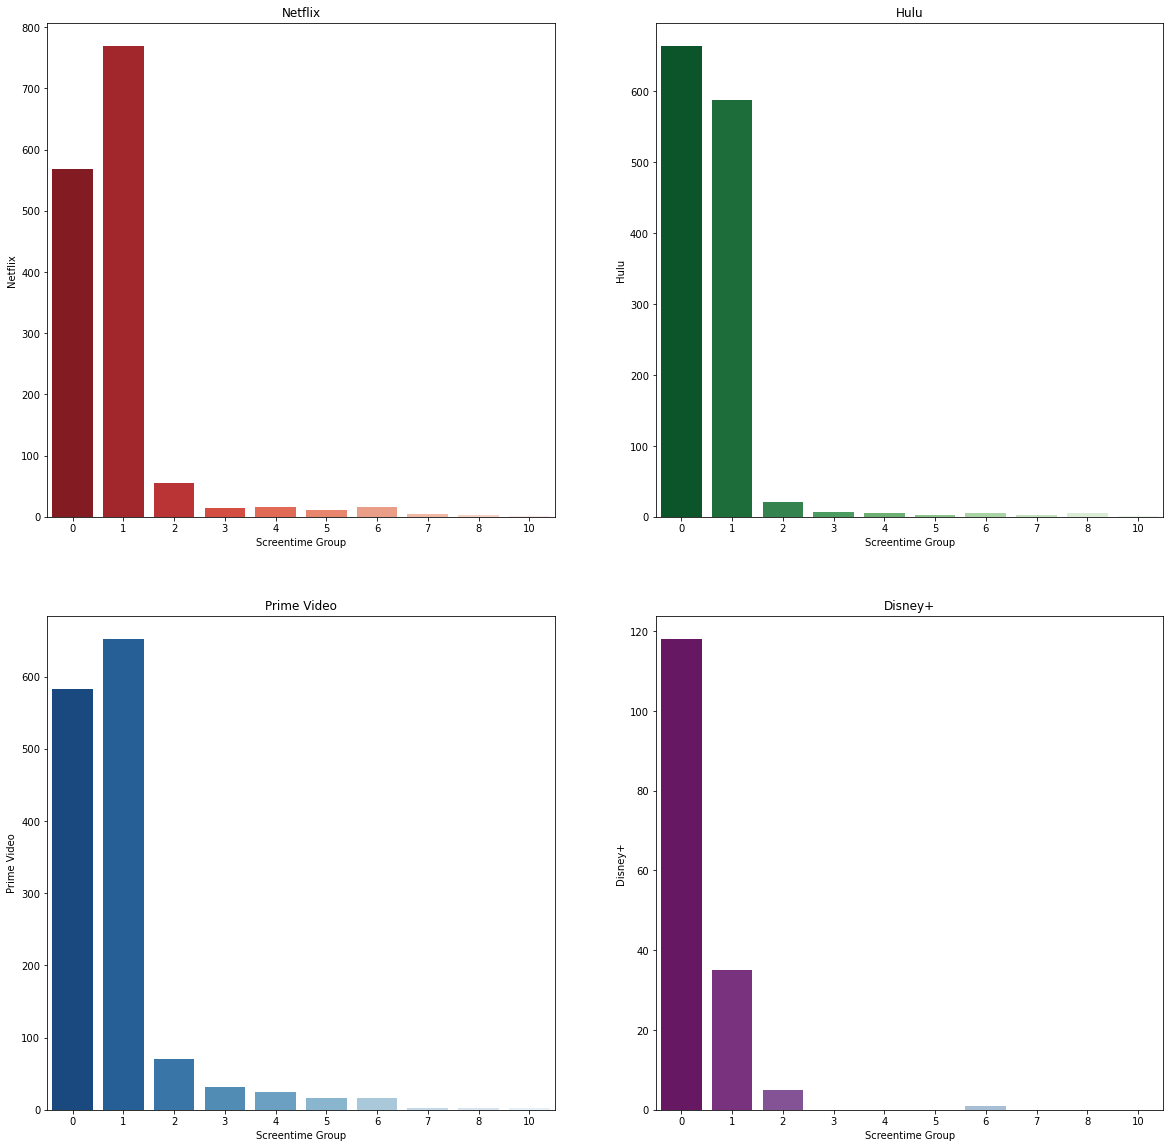 Netflix
800
700
600
500
400
300
200
100
0
Netflix
0 1 2 3 4 5 6 7 8 10
Screentime Group
Hulu
600
500
400
300
200
100
0
Hulu
0 1 2 3 4 5 6 7 8 10
Screentime Group
Prime Video
600
500
400
300
200
100
0
Prime Video
0 1 2 3 4 5 6 7 8 10
Screentime Group
Disney+
120
100
80
60
40
20
0
Disney+
0 1 2 3 4 5 6 7 8 10
Screentime Group